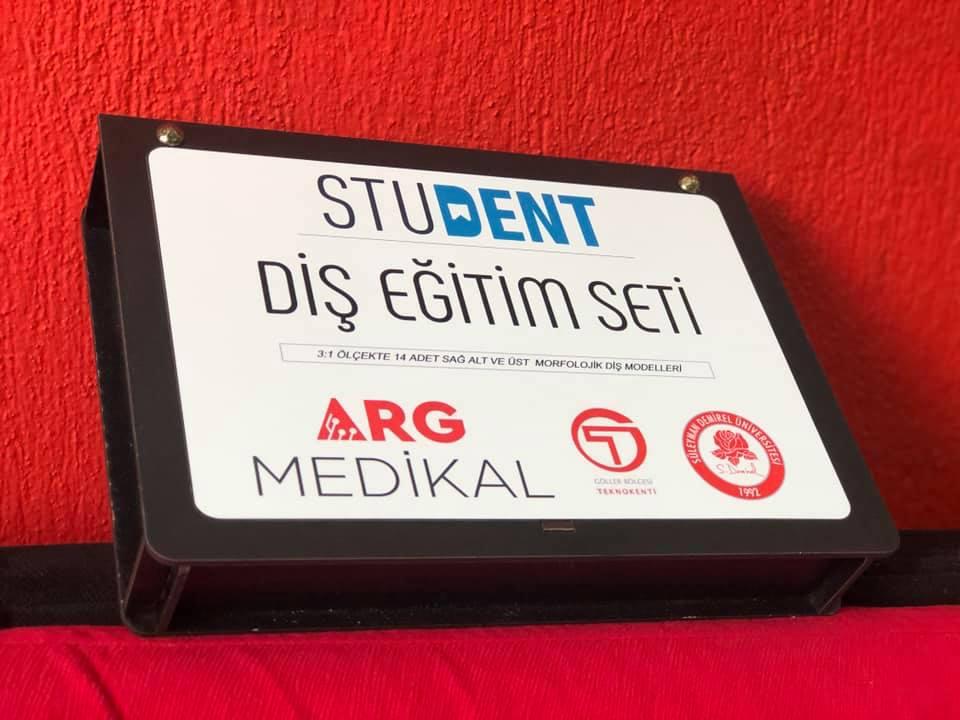 STUDENT
DİŞ EĞİTİM SETİ
3:1 ÖLÇEKTE 14 ADET SAĞ ALT VE ÜST MORFOLOJİK DİŞ MODELLERİ
ARG
MEDİKAL
GÖLLER BÖLGESİ
TEKNOKENTİ
SÜLEYMAN DEMİREL ÜNİVERSİTESİ
S. Demirel
1992